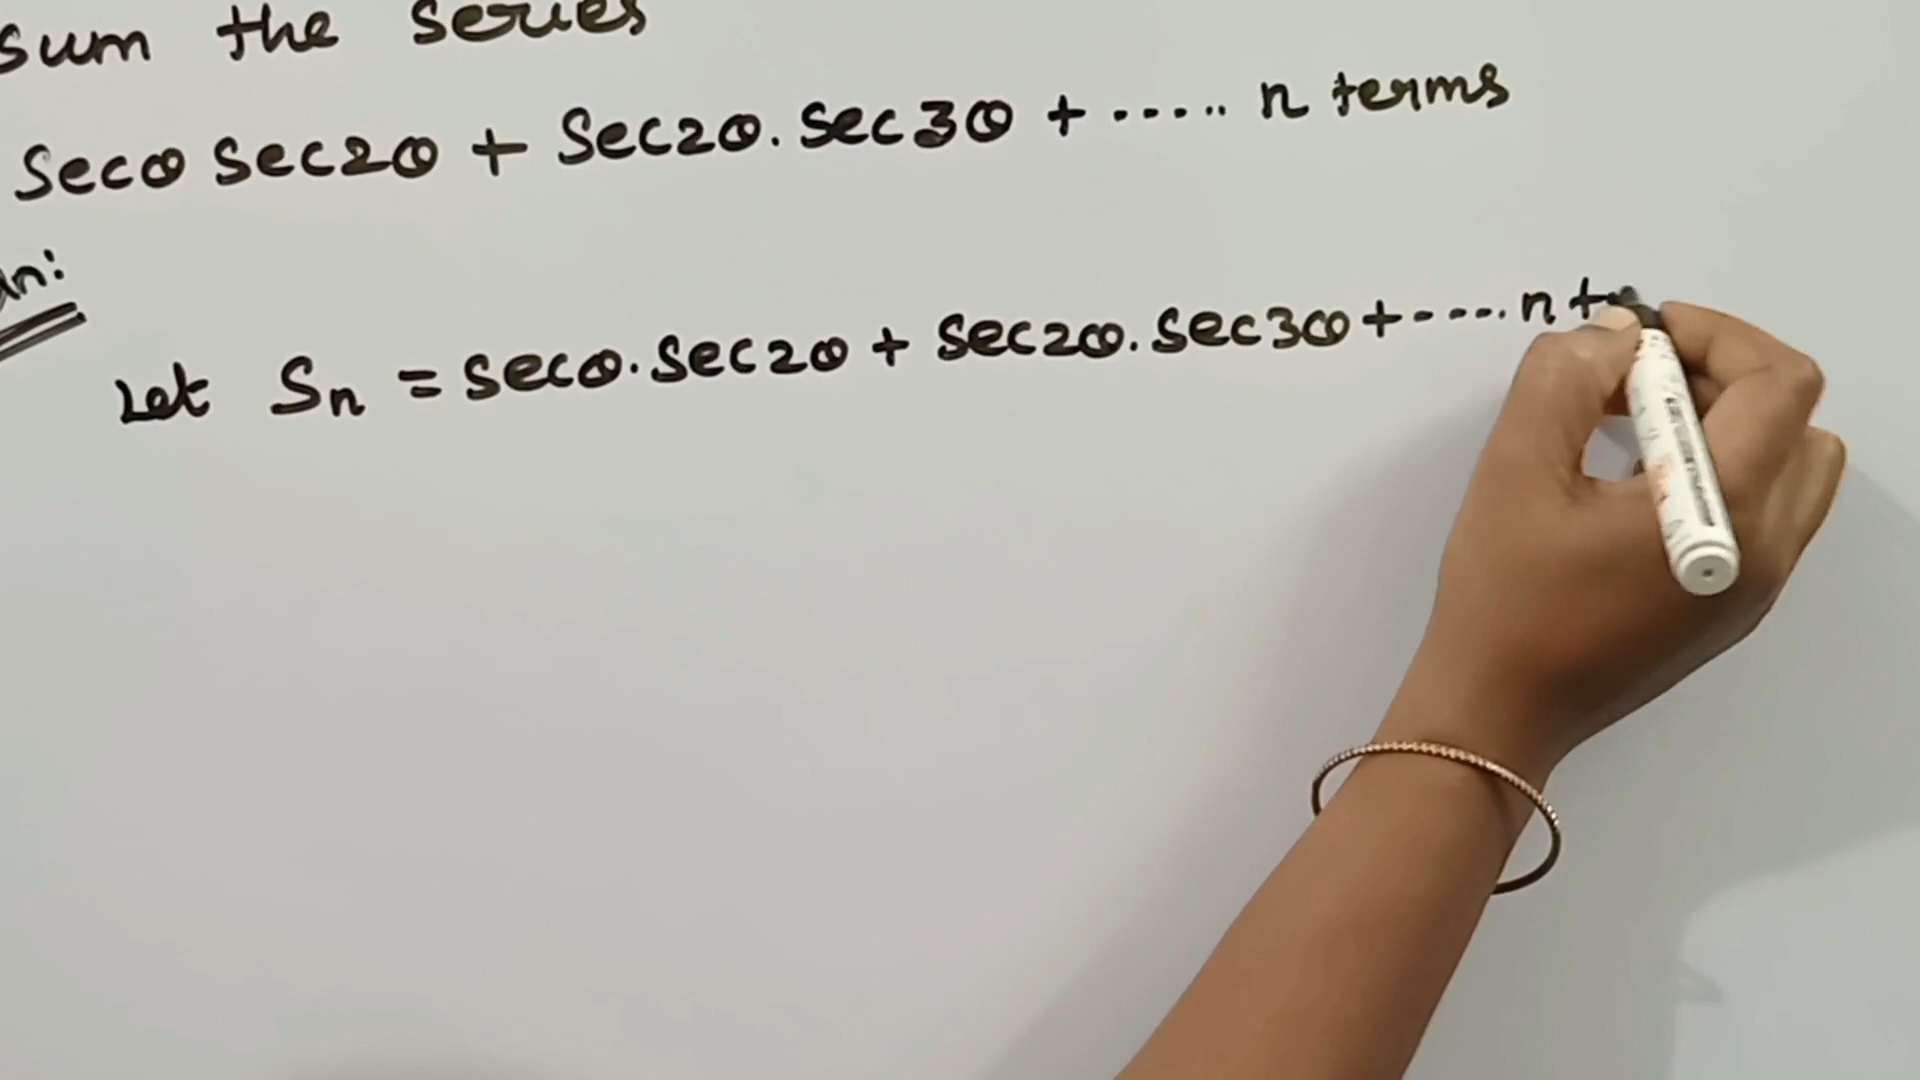 sum the series
Secθ Sec2θ + Sec2θ. Sec3θ + ..... n terms
Let Sn = Secθ. Sec2θ + Sec2θ. Sec3θ + ..... n t